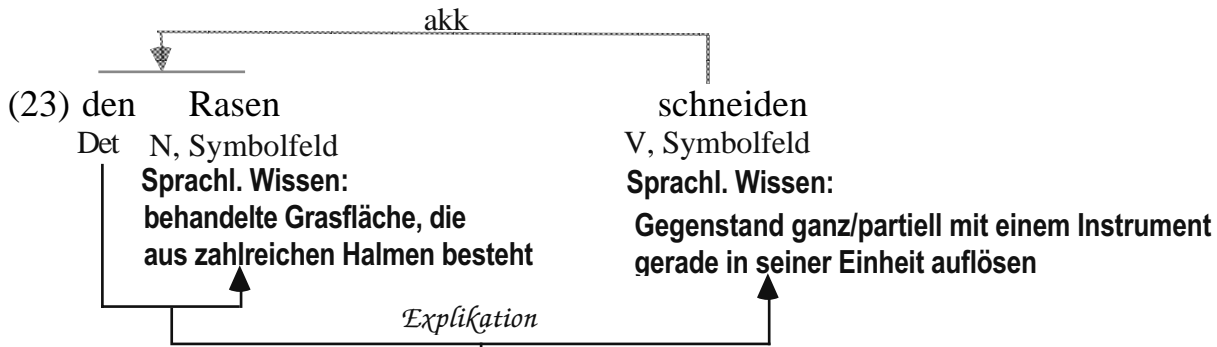 akk
(23) den Rasen schneiden
Det N, Symbolfeld V, Symbolfeld
Sprachl. Wissen: Sprachl. Wissen:
behandelte Grasfläche, die Gegenstand ganz/partiell mit einem Instrument
aus zahlreichen Halmen besteht gerade in seiner Einheit auflösen
Explikation